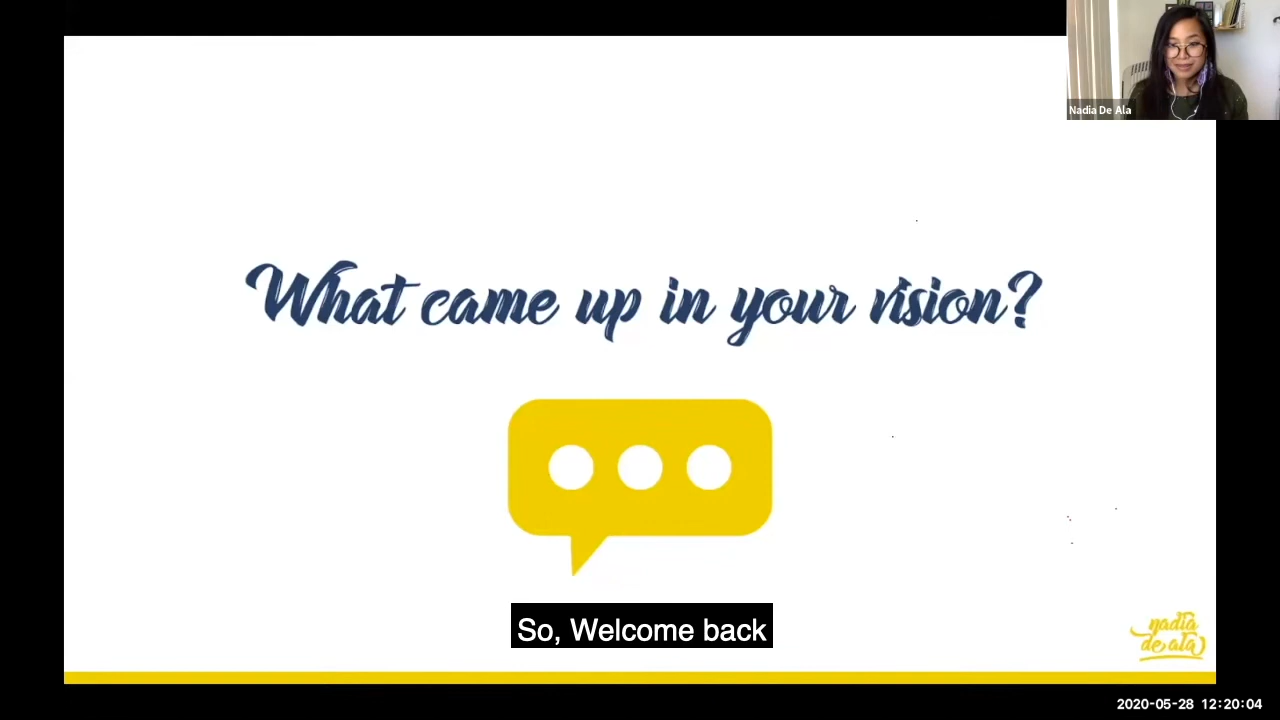 Nadia De Ala
What came up in your vision?
So, Welcome back
nadia
de ala
2020-05-28 12:20:04